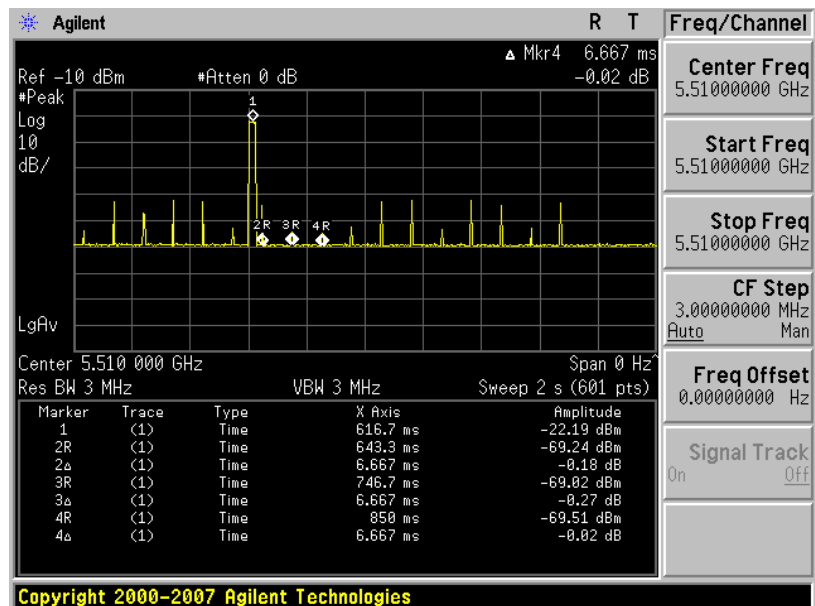 Agilent R T
▵ Mkr4 6.667 ms
Ref −10 dBm #Atten 0 dB −0.02 dB
#Peak
Log
10
dB/
1
2R 3R 4R
LgAv
Center 5.510 000 GHz Span 0 Hz^
Res BW 3 MHz VBW 3 MHz Sweep 2 s (601 pts)
Marker Trace Type X Axis Amplitude
1 (1) Time 616.7 ms −22.19 dBm
2R (1) Time 643.3 ms −69.24 dBm
2▵ (1) Time 6.667 ms −0.18 dB
3R (1) Time 746.7 ms −69.02 dBm
3▵ (1) Time 6.667 ms −0.27 dB
4R (1) Time 850 ms −69.51 dBm
4▵ (1) Time 6.667 ms −0.02 dB
Copyright 2000–2007 Agilent Technologies
Freq/Channel
Center Freq
5.51000000 GHz
Start Freq
5.51000000 GHz
Stop Freq
5.51000000 GHz
CF Step
3.00000000 MHz
Auto Man
Freq Offset
0.00000000 Hz
Signal Track
On Off